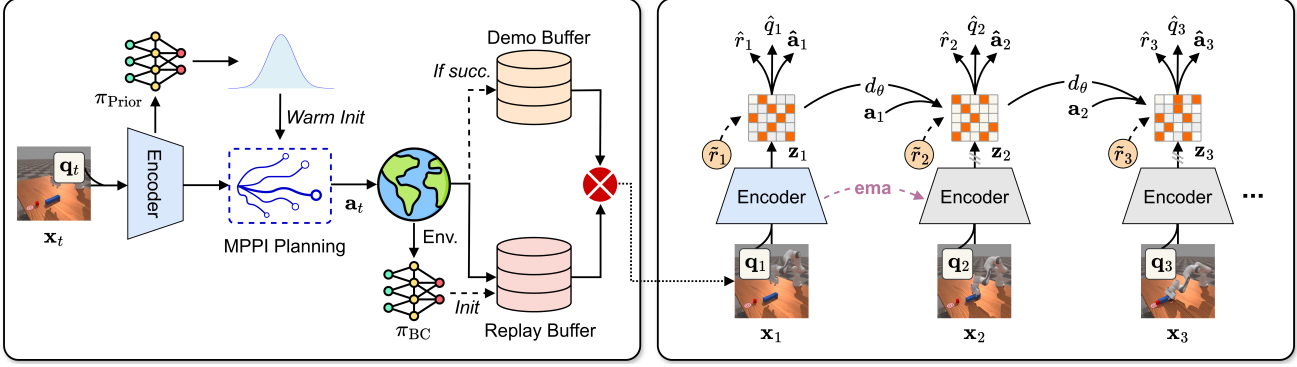 π_Prior
Warm Init
Encoder
q_t
x_t
MPPI Planning
a_t
Env.
π_BC
Init
If succ.
Demo Buffer
Replay Buffer
r̂_1
q̂_1
â_1
r̂_2
q̂_2
â_2
r̂_3
q̂_3
â_3
d_θ
a_1
d_θ
a_2
r̃_1
z_1
r̃_2
z_2
r̃_3
z_3
Encoder
ema
Encoder
Encoder
...
q_1
q_2
q_3
x_1
x_2
x_3